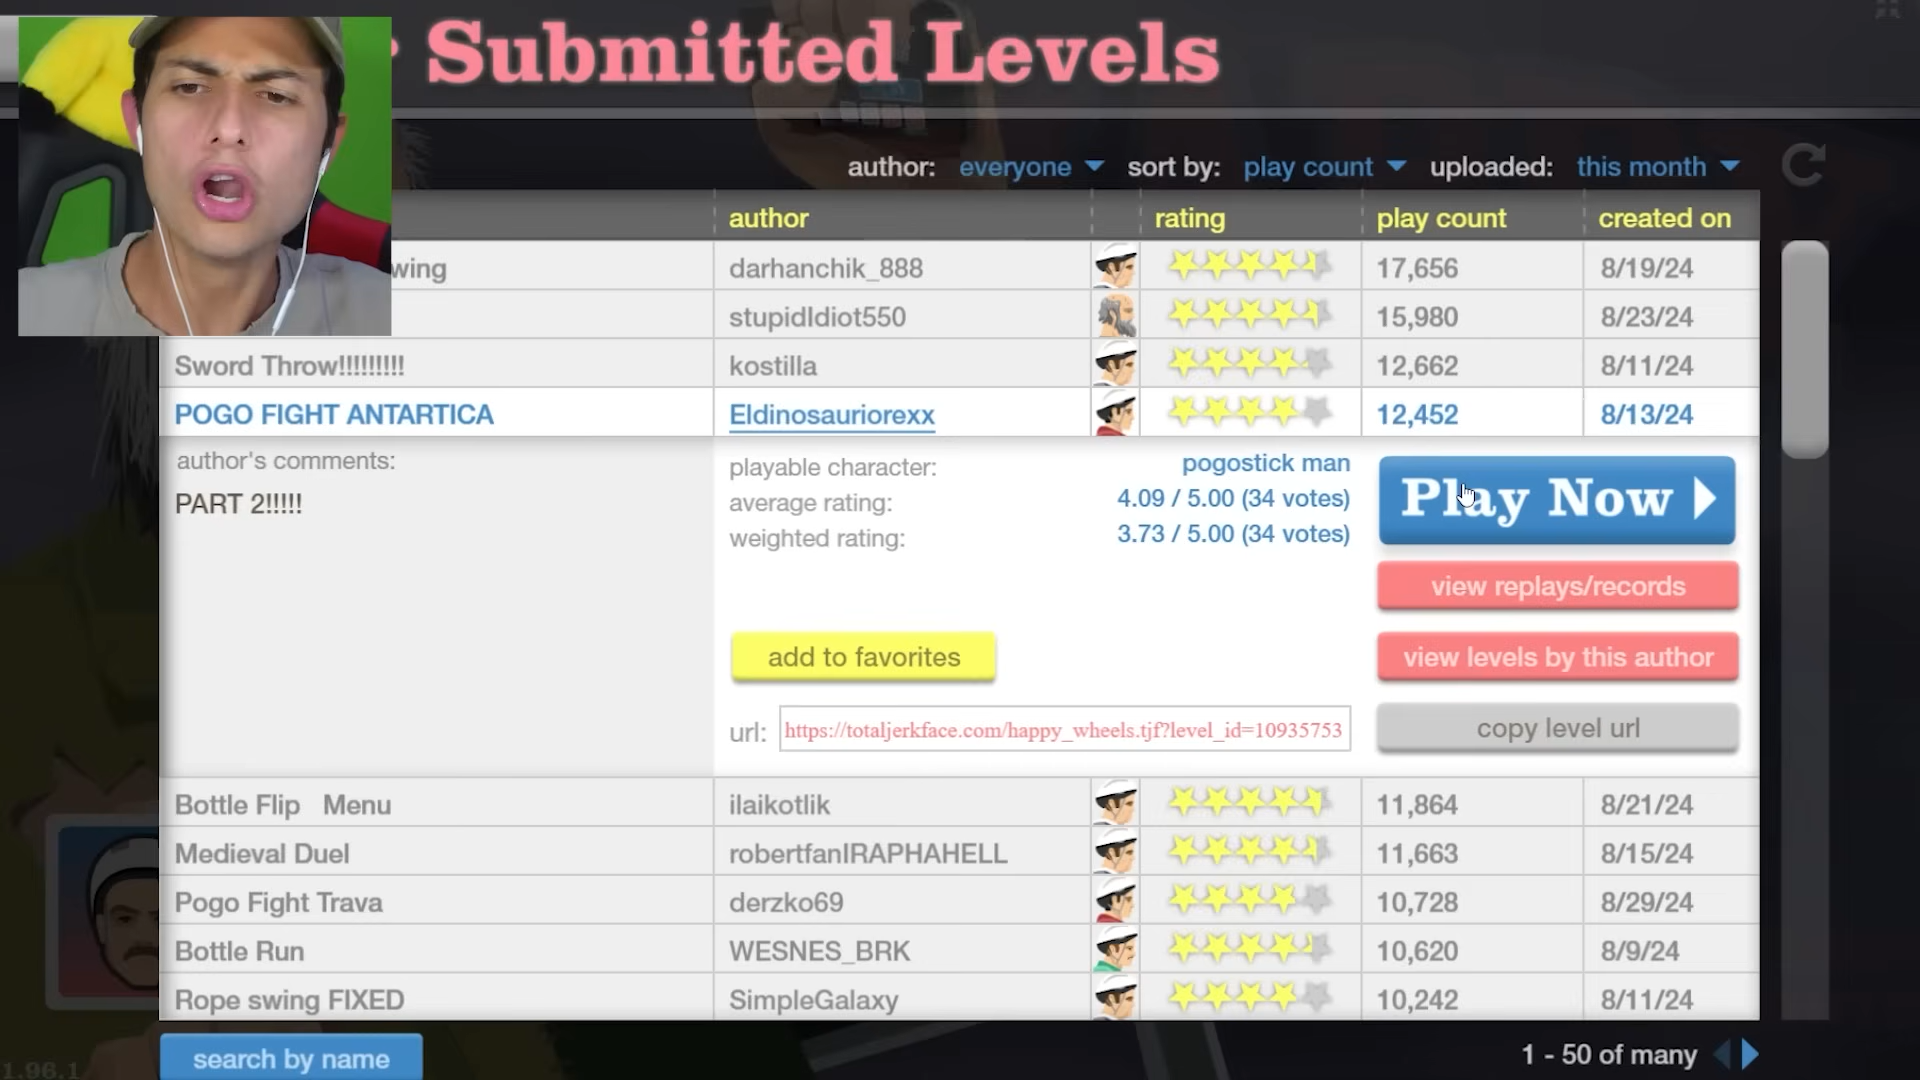 Submitted Levels
author: everyone sort by: play count uploaded: this month
author rating play count created on
wing darhanchik_888 17,656 8/19/24
stupidIdiot550 15,980 8/23/24
Sword Throw!!!!!!!!! kostilla 12,662 8/11/24
POGO FIGHT ANTARTICA Eldinosauriorexx 12,452 8/13/24
author's comments:
PART 2!!!!!
playable character: pogostick man
average rating: 4.09 / 5.00 (34 votes)
weighted rating: 3.73 / 5.00 (34 votes)
Play Now
view replays/records
add to favorites
view levels by this author
url: https://totaljerkface.com/happy_wheels.tjf?level_id=10935753
copy level url
Bottle Flip Menu ilaikotlik 11,864 8/21/24
Medieval Duel robertfanIRAPHAHELL 11,663 8/15/24
Pogo Fight Trava derzko69 10,728 8/29/24
Bottle Run WESNES_BRK 10,620 8/9/24
Rope swing FIXED SimpleGalaxy 10,242 8/11/24
search by name
1 - 50 of many
1.96.1